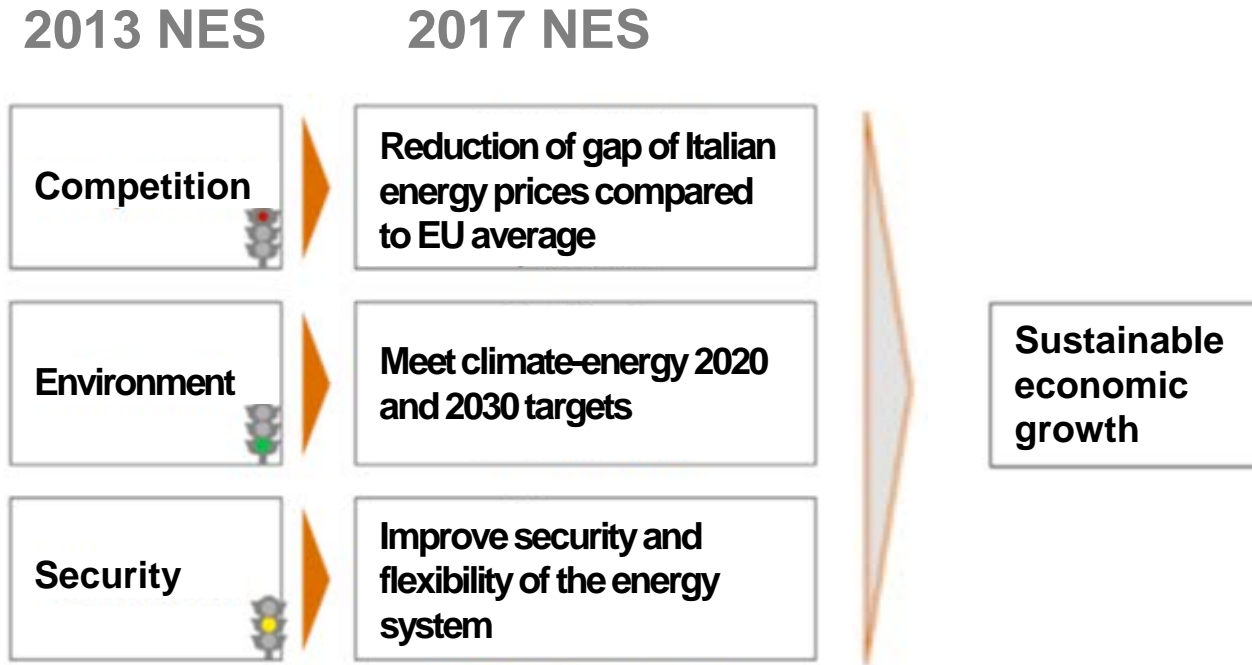 2013 NES
2017 NES
Competition
Reduction of gap of Italian
energy prices compared
to EU average
Environment
Meet climate-energy 2020
and 2030 targets
Security
Improve security and
flexibility of the energy
system
Sustainable
economic
growth